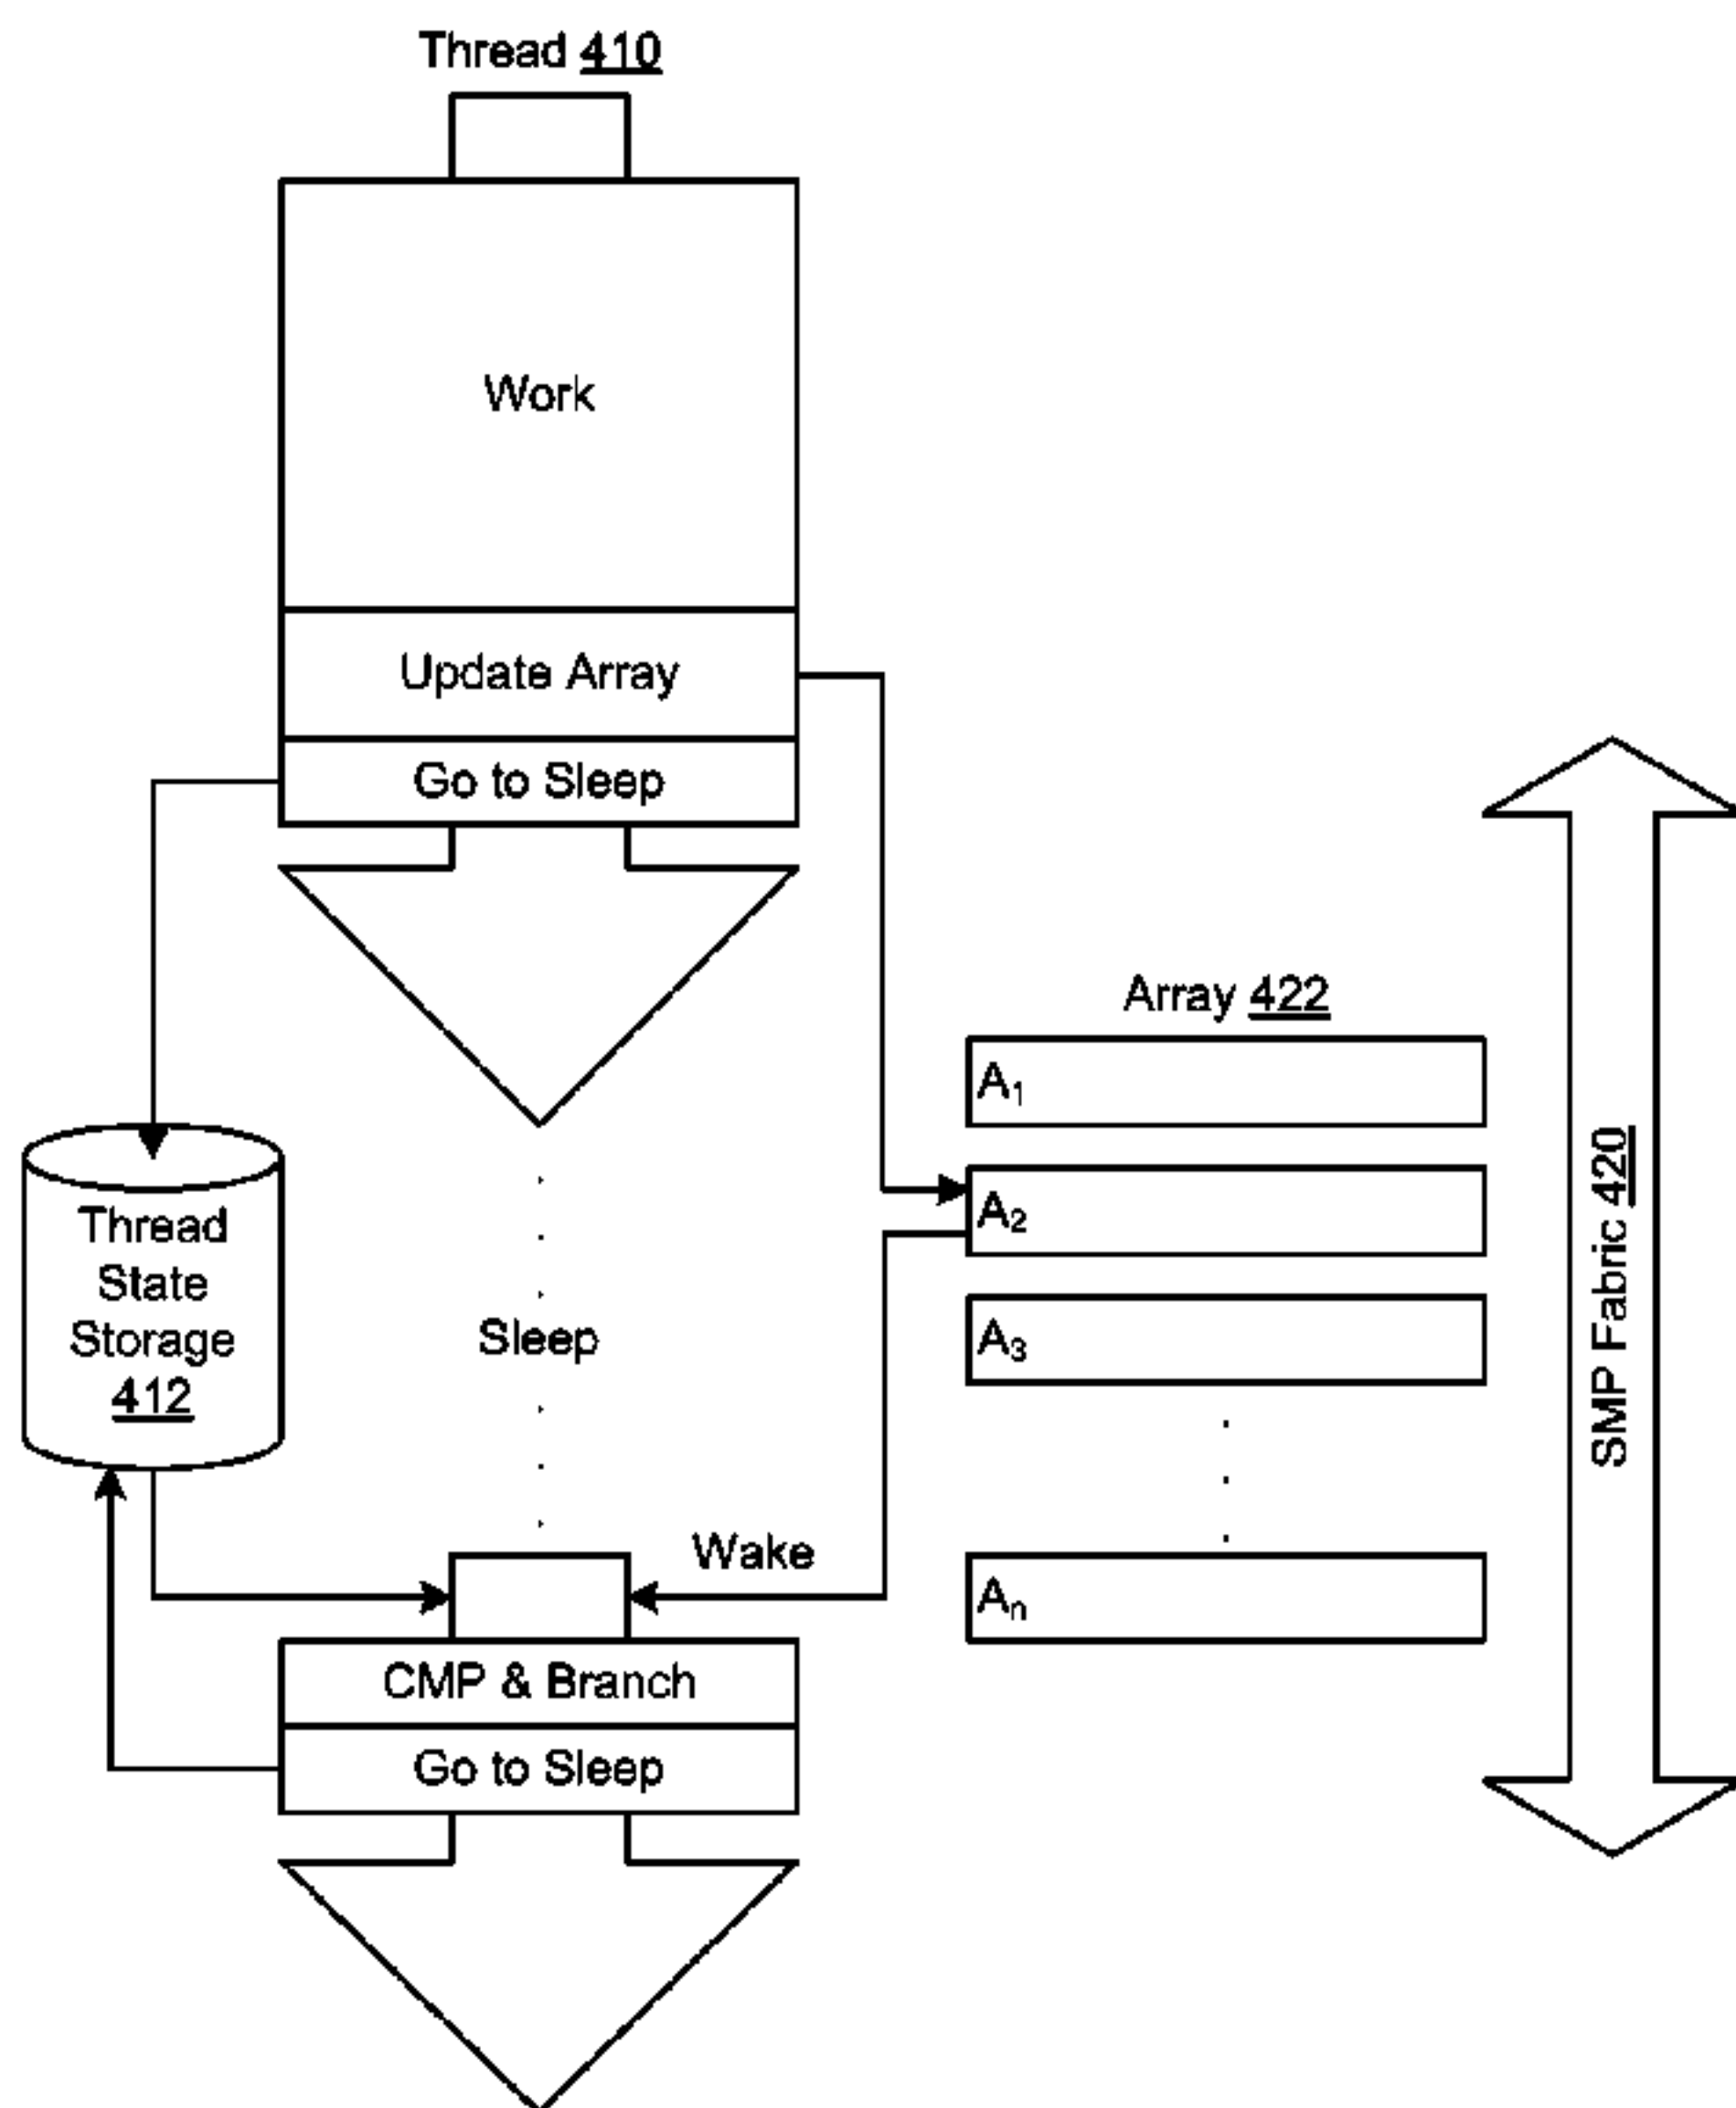 Thread 410
Work
Update Array
Go to Sleep
Array 422
A1
A2
A3
An
Thread
State
Storage
412
Sleep
Wake
CMP & Branch
Go to Sleep
SMP Fabric 420